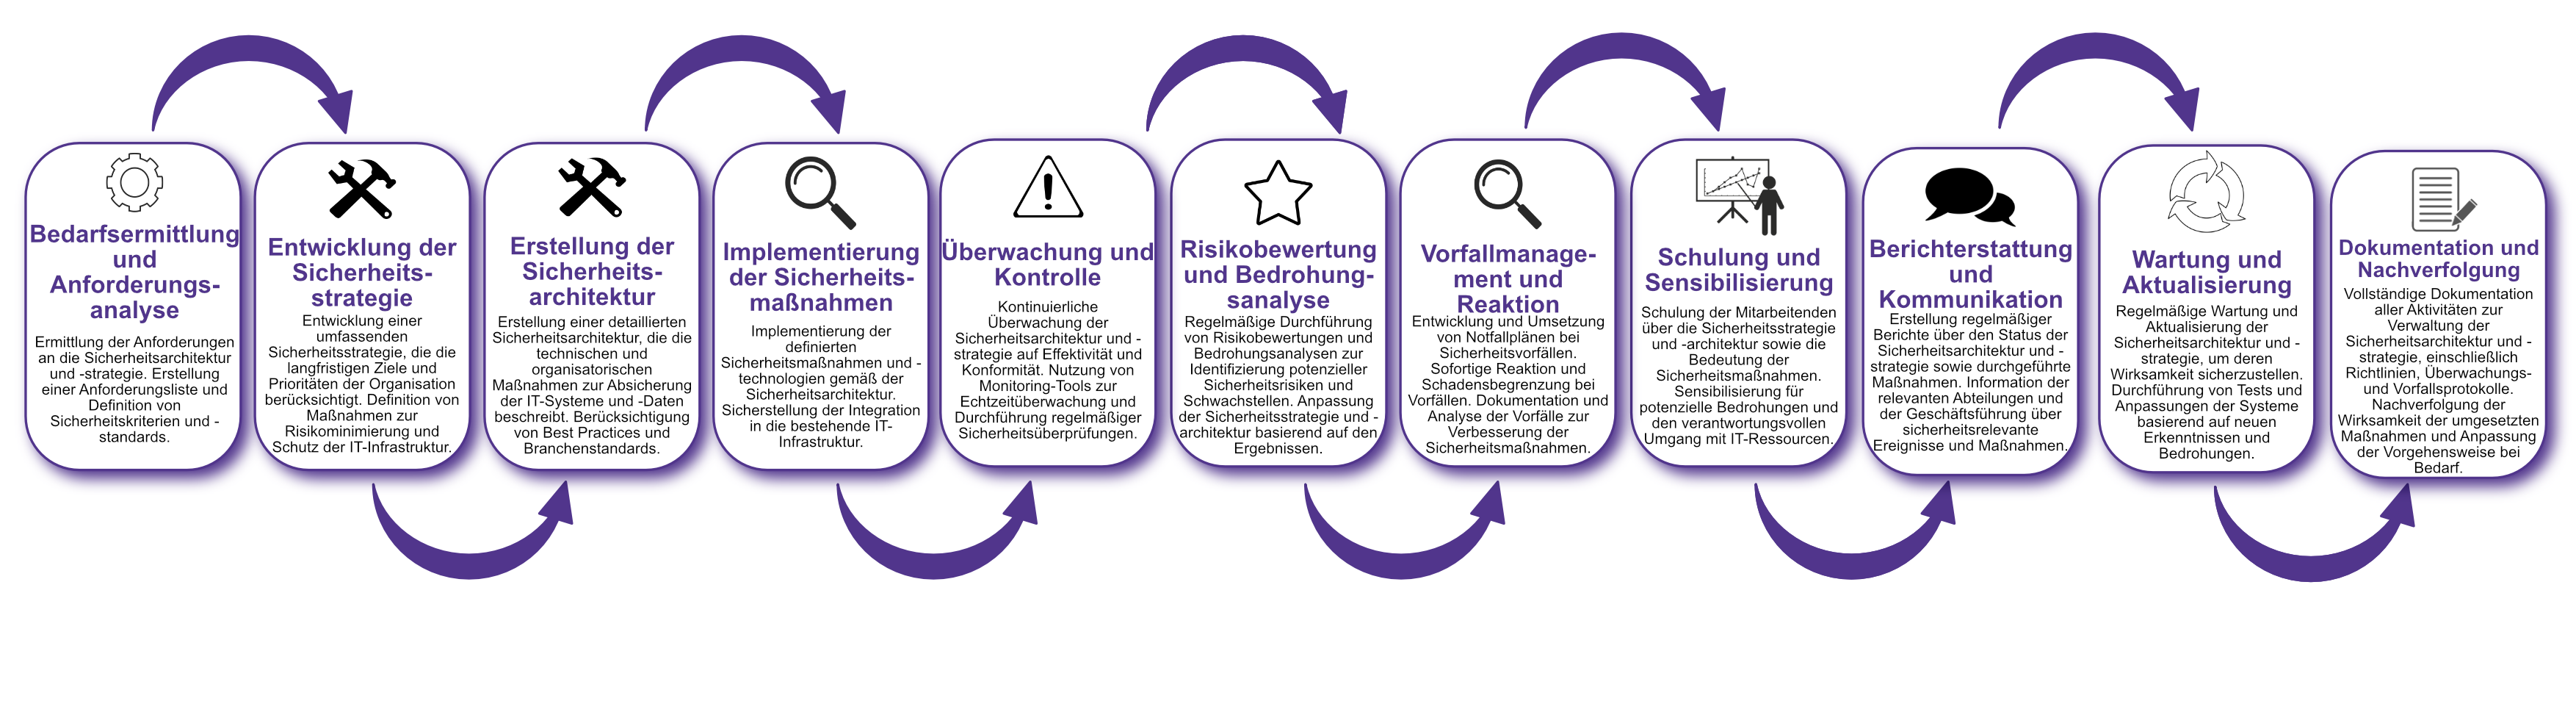 Bedarfsermittlung
und
Anforderungs-
analyse
Ermittlung der Anforderungen
an die Sicherheitsarchitektur
und -strategie. Erstellung
einer Anforderungsliste und
Definition von
Sicherheitskriterien und -
standards.
Entwicklung der
Sicherheits-
strategie
Entwicklung einer
umfassenden
Sicherheitsstrategie, die die
langfristigen Ziele und
Prioritäten der Organisation
berücksichtigt. Definition von
Maßnahmen zur
Risikominimierung und
Schutz der IT-Infrastruktur.
Erstellung der
Sicherheits-
architektur
Erstellung einer detaillierten
Sicherheitsarchitektur, die die
technischen und
organisatorischen
Maßnahmen zur Absicherung
der IT-Systeme und -Daten
beschreibt. Berücksichtigung
von Best Practices und
Branchenstandards.
Implementierung
der Sicherheits-
maßnahmen
Implementierung der
definierten
Sicherheitsmaßnahmen und -
technologien gemäß der
Sicherheitsarchitektur.
Sicherstellung der Integration
in die bestehende IT-
Infrastruktur.
Überwachung und
Kontrolle
Kontinuierliche
Überwachung der
Sicherheitsarchitektur und -
strategie auf Effektivität und
Konformität. Nutzung von
Monitoring-Tools zur
Echtzeitüberwachung und
Durchführung regelmäßiger
Sicherheitsüberprüfungen.
Risikobewertung
und Bedrohung-
sanalyse
Regelmäßige Durchführung
von Risikobewertungen und
Bedrohungsanalysen zur
Identifizierung potenzieller
Sicherheitsrisiken und
Schwachstellen. Anpassung
der Sicherheitsstrategie und -
architektur basierend auf den
Ergebnissen.
Vorfallmanage-
ment und
Reaktion
Entwicklung und Umsetzung
von Notfallplänen bei
Sicherheitsvorfällen.
Sofortige Reaktion und
Schadensbegrenzung bei
Vorfällen. Dokumentation und
Analyse der Vorfälle zur
Verbesserung der
Sicherheitsmaßnahmen.
Schulung und
Sensibilisierung
Schulung der Mitarbeitenden
über die Sicherheitsstrategie
und -architektur sowie die
Bedeutung der
Sicherheitsmaßnahmen.
Sensibilisierung für
potenzielle Bedrohungen und
den verantwortungsvollen
Umgang mit IT-Ressourcen.
Berichterstattung
und
Kommunikation
Erstellung regelmäßiger
Berichte über den Status der
Sicherheitsarchitektur und -
strategie sowie durchgeführte
Maßnahmen. Information der
relevanten Abteilungen und
der Geschäftsführung über
sicherheitsrelevante
Ereignisse und Maßnahmen.
Wartung und
Aktualisierung
Regelmäßige Wartung und
Aktualisierung der
Sicherheitsarchitektur und -
strategie, um deren
Wirksamkeit sicherzustellen.
Durchführung von Tests und
Anpassungen der Systeme
basierend auf neuen
Erkenntnissen und
Bedrohungen.
Dokumentation und
Nachverfolgung
Vollständige Dokumentation
aller Aktivitäten zur
Verwaltung der
Sicherheitsarchitektur und -
strategie, einschließlich
Richtlinien, Überwachungs-
und Vorfallsprotokolle.
Nachverfolgung der
Wirksamkeit der umgesetzten
Maßnahmen und Anpassung
der Vorgehensweise bei
Bedarf.